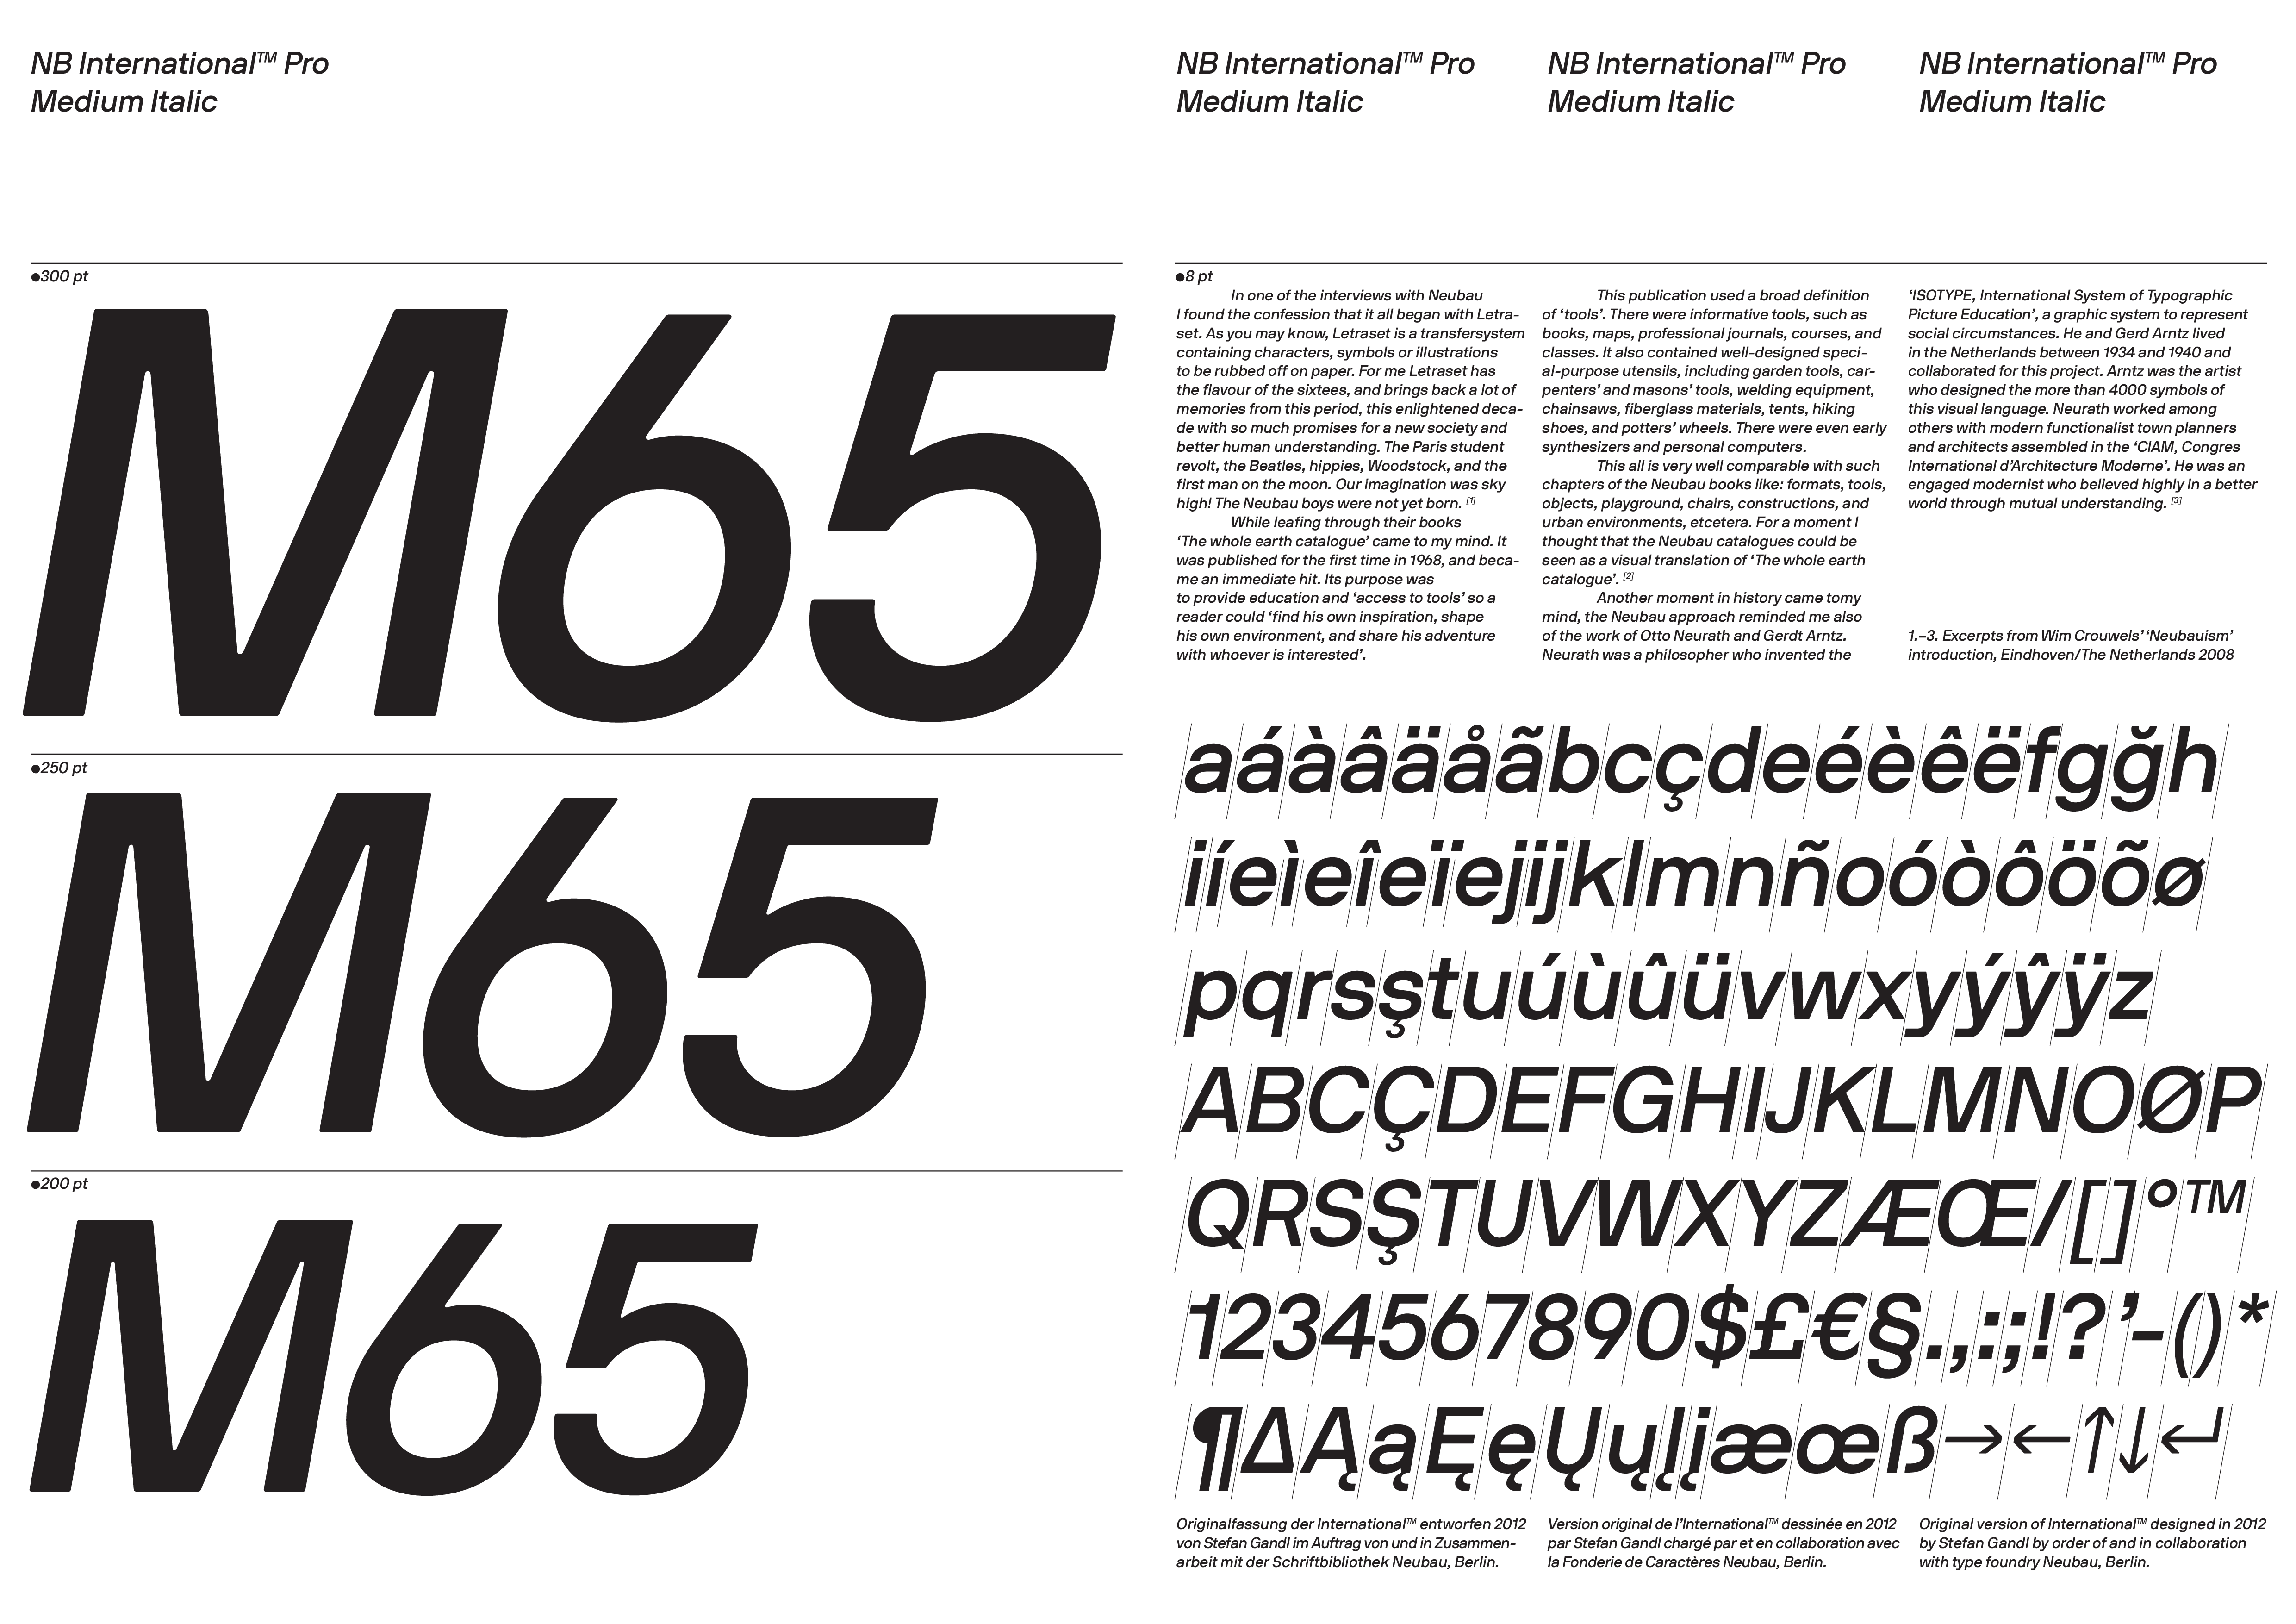 NB International™ Pro
Medium Italic
●300 pt
M65
●250 pt
M65
●200 pt
M65
NB International™ Pro
Medium Italic
NB International™ Pro
Medium Italic
NB International™ Pro
Medium Italic
●8 pt
In one of the interviews with Neubau
I found the confession that it all began with Letra-
set. As you may know, Letraset is a transfersystem
containing characters, symbols or illustrations
to be rubbed off on paper. For me Letraset has
the flavour of the sixtees, and brings back a lot of
memories from this period, this enlightened deca-
de with so much promises for a new society and
better human understanding. The Paris student
revolt, the Beatles, hippies, Woodstock, and the
first man on the moon. Our imagination was sky
high! The Neubau boys were not yet born. [1]
While leafing through their books
‘The whole earth catalogue’ came to my mind. It
was published for the first time in 1968, and beca-
me an immediate hit. Its purpose was
to provide education and ‘access to tools’ so a
reader could ‘find his own inspiration, shape
his own environment, and share his adventure
with whoever is interested’.
This publication used a broad definition
of ‘tools’. There were informative tools, such as
books, maps, professional journals, courses, and
classes. It also contained well-designed speci-
al-purpose utensils, including garden tools, car-
penters’ and masons’ tools, welding equipment,
chainsaws, fiberglass materials, tents, hiking
shoes, and potters’ wheels. There were even early
synthesizers and personal computers.
This all is very well comparable with such
chapters of the Neubau books like: formats, tools,
objects, playground, chairs, constructions, and
urban environments, etcetera. For a moment I
thought that the Neubau catalogues could be
seen as a visual translation of ‘The whole earth
catalogue’. [2]
Another moment in history came tomy
mind, the Neubau approach reminded me also
of the work of Otto Neurath and Gerdt Arntz.
Neurath was a philosopher who invented the
‘ISOTYPE, International System of Typographic
Picture Education’, a graphic system to represent
social circumstances. He and Gerd Arntz lived
in the Netherlands between 1934 and 1940 and
collaborated for this project. Arntz was the artist
who designed the more than 4000 symbols of
this visual language. Neurath worked among
others with modern functionalist town planners
and architects assembled in the ‘CIAM, Congres
International d’Architecture Moderne’. He was an
engaged modernist who believed highly in a better
world through mutual understanding. [3]
1.–3. Excerpts from Wim Crouwels’ ‘Neubauism’
introduction, Eindhoven/The Netherlands 2008
aáàâäåãbcçdeéèêëfgğh
iíeìeîeïejijklmnñoóòôöõø
pqrsştuúùûüvwxyýŷÿz
ABCÇDEFGHIJKLMNOØP
QRSŞTUVWXYZÆŒ/[]°™
1234567890$£€§.,:;!?’-()*
¶∆ĄąĘęŲųĮįæœß→←↑↓↵
Originalfassung der International™ entworfen 2012
von Stefan Gandl im Auftrag von und in Zusammen-
arbeit mit der Schriftbibliothek Neubau, Berlin.
Version original de l’International™ dessinée en 2012
par Stefan Gandl chargé par et en collaboration avec
la Fonderie de Caractères Neubau, Berlin.
Original version of International™ designed in 2012
by Stefan Gandl by order of and in collaboration
with type foundry Neubau, Berlin.